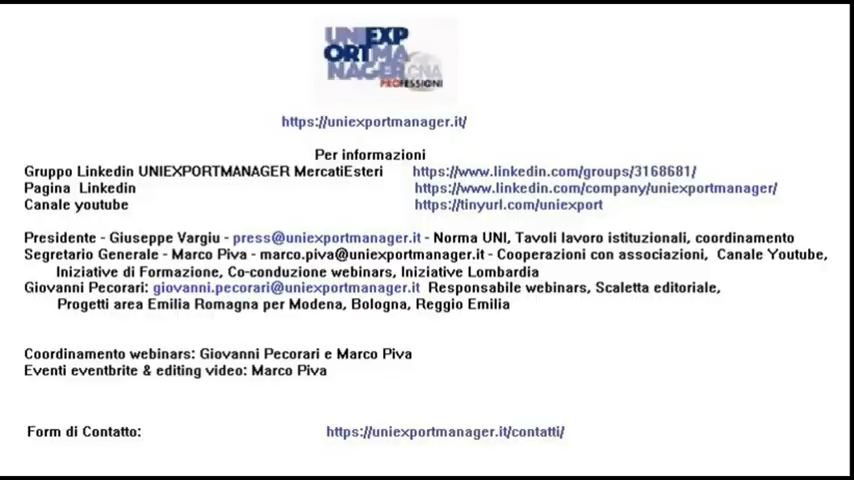 UNIEXP
ORTMA
NAGER CNA
PROFESSIONI
https://uniexportmanager.it/
Per informazioni
Gruppo Linkedin UNIEXPORTMANAGER MercatiEsteri https://www.linkedin.com/groups/3168681/
Pagina Linkedin https://www.linkedin.com/company/uniexportmanager/
Canale youtube https://tinyurl.com/uniexport
Presidente - Giuseppe Vargiu - press@uniexportmanager.it - Norma UNI, Tavoli lavoro istituzionali, coordinamento
Segretario Generale - Marco Piva - marco.piva@uniexportmanager.it - Cooperazioni con associazioni, Canale Youtube,
Iniziative di Formazione, Co-conduzione webinars, Iniziative Lombardia
Giovanni Pecorari: giovanni.pecorari@uniexportmanager.it Responsabile webinars, Scaletta editoriale,
Progetti area Emilia Romagna per Modena, Bologna, Reggio Emilia
Coordinamento webinars: Giovanni Pecorari e Marco Piva
Eventi eventbrite & editing video: Marco Piva
Form di Contatto: https://uniexportmanager.it/contatti/